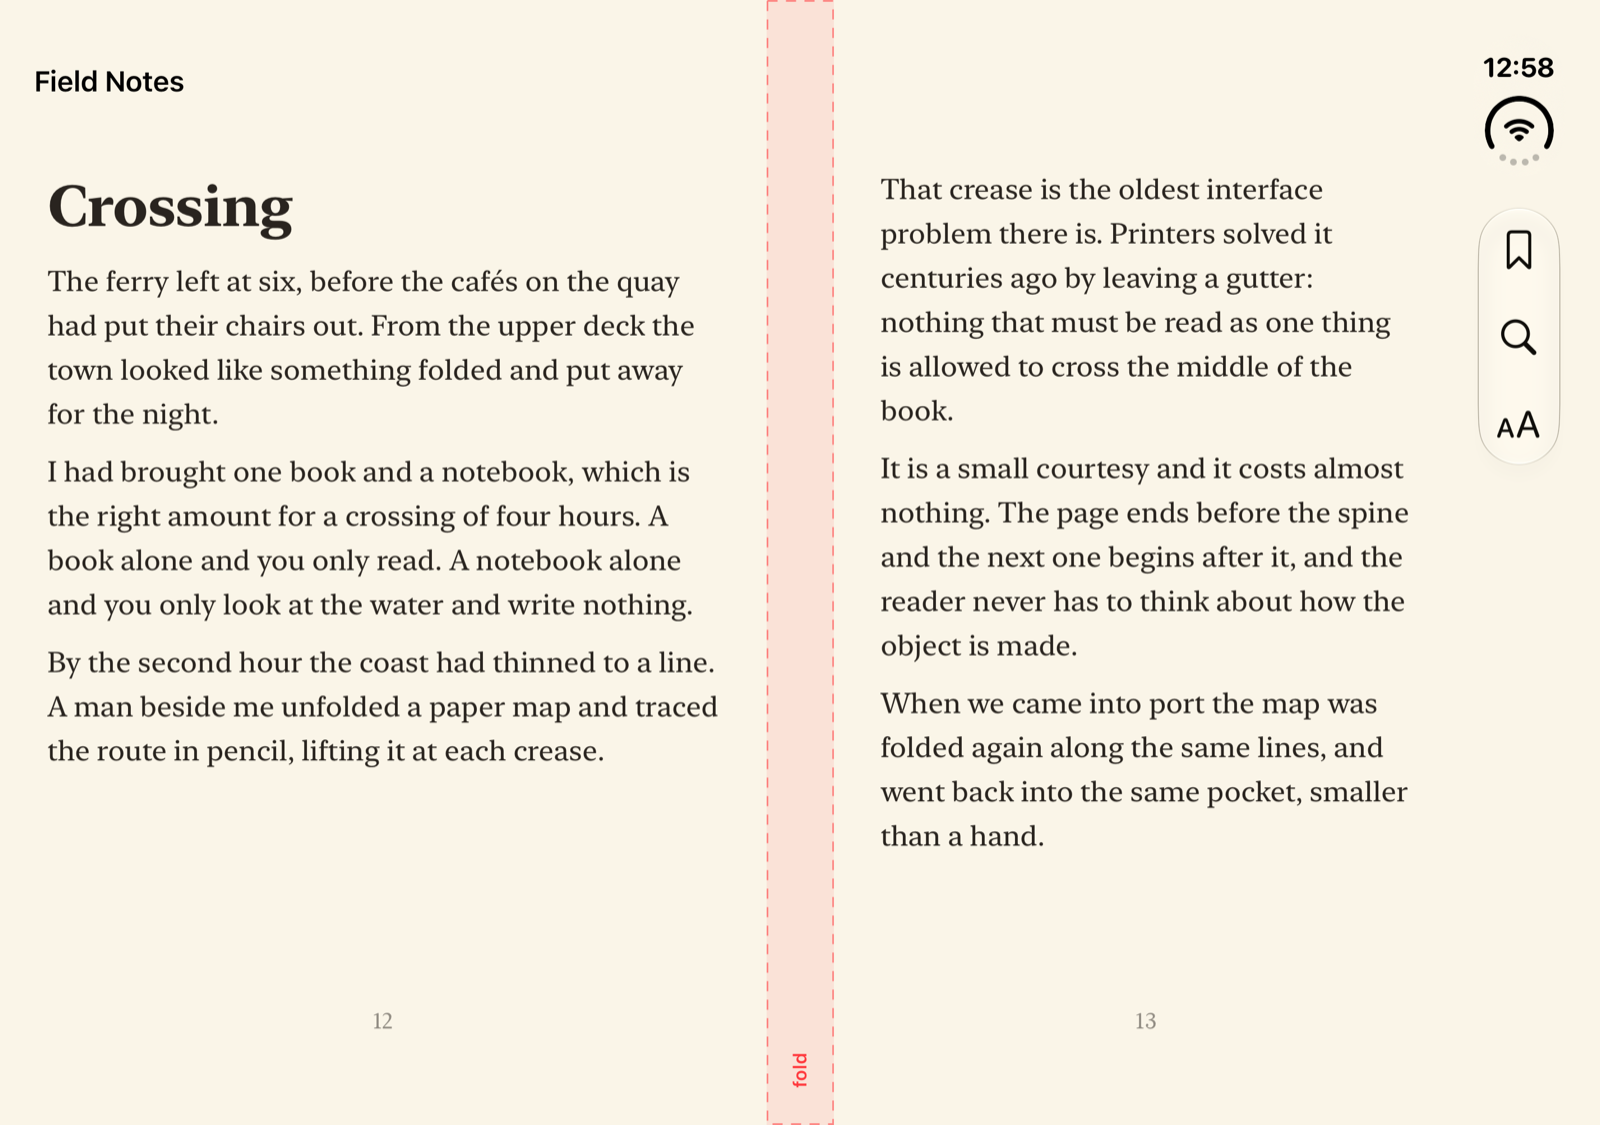 Field Notes
12:58
Crossing
The ferry left at six, before the cafés on the quay
had put their chairs out. From the upper deck the
town looked like something folded and put away
for the night.
I had brought one book and a notebook, which is
the right amount for a crossing of four hours. A
book alone and you only read. A notebook alone
and you only look at the water and write nothing.
By the second hour the coast had thinned to a line.
A man beside me unfolded a paper map and traced
the route in pencil, lifting it at each crease.
12
fold
That crease is the oldest interface
problem there is. Printers solved it
centuries ago by leaving a gutter:
nothing that must be read as one thing
is allowed to cross the middle of the
book.
It is a small courtesy and it costs almost
nothing. The page ends before the spine
and the next one begins after it, and the
reader never has to think about how the
object is made.
When we came into port the map was
folded again along the same lines, and
went back into the same pocket, smaller
than a hand.
13
AA